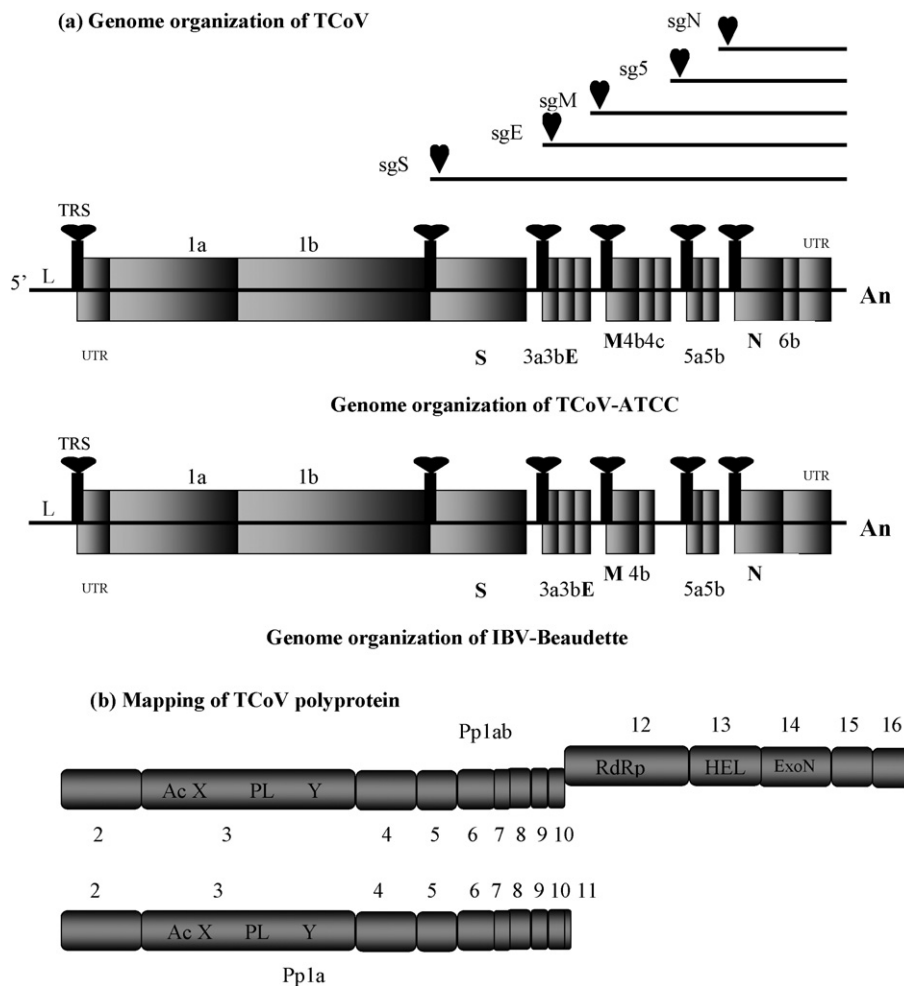 (a) Genome organization of TCoV
sgN
sg5
sgM
sgE
sgS
TRS
1a 1b UTR
5’ L An
UTR S 3a3bE M4b4c 5a5b N 6b
Genome organization of TCoV-ATCC
TRS
1a 1b UTR
L An
UTR S 3a3bE M 4b 5a5b N
Genome organization of IBV-Beaudette
(b) Mapping of TCoV polyprotein
Pp1ab 12 13 14 15 16
RdRp HEL ExoN
Ac X PL Y
2 3 4 5 6 7 8 9 10
2 3 4 5 6 7 8 9 10 11
Ac X PL Y
Pp1a